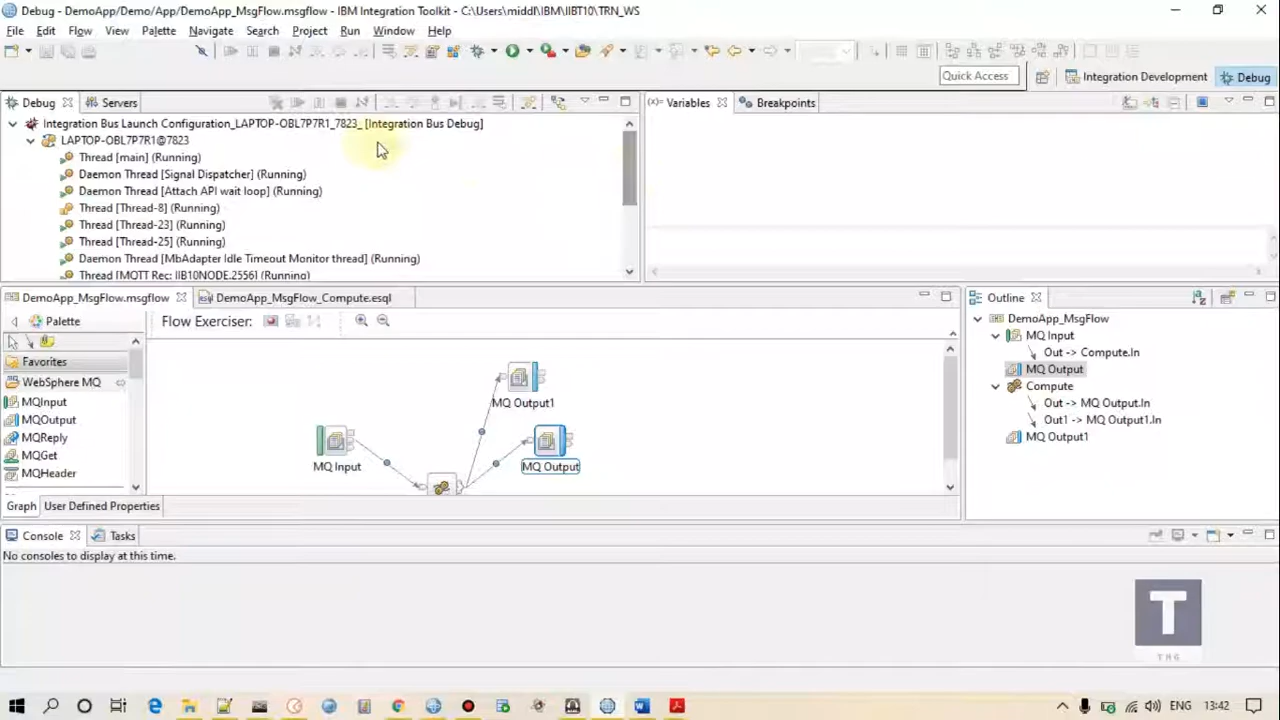 Debug - DemoApp/Demo/App/DemoApp_MsgFlow.msgflow - IBM Integration Toolkit - C:\Users\middl\IBM\IIBT10\TRN_WS
File Edit Flow View Palette Navigate Search Project Run Window Help
Quick Access Integration Development Debug
Debug Servers
Integration Bus Launch Configuration_LAPTOP-OBL7P7R1_7823_ [Integration Bus Debug]
LAPTOP-OBL7P7R1@7823
Thread [main] (Running)
Daemon Thread [Signal Dispatcher] (Running)
Daemon Thread [Attach API wait loop] (Running)
Thread [Thread-8] (Running)
Thread [Thread-23] (Running)
Thread [Thread-25] (Running)
Daemon Thread [MbAdapter Idle Timeout Monitor thread] (Running)
Thread [MQTT Rec: IIB10NODE.2556] (Running)
(x)= Variables Breakpoints
DemoApp_MsgFlow.msgflow DemoApp_MsgFlow_Compute.esql
Palette
Flow Exerciser:
Favorites
WebSphere MQ
MQInput
MQOutput
MQReply
MQGet
MQHeader
MQ Output1
MQ Input
MQ Output
Graph User Defined Properties
Outline
DemoApp_MsgFlow
MQ Input
Out -> Compute.In
MQ Output
Compute
Out -> MQ Output.In
Out1 -> MQ Output1.In
MQ Output1
Console Tasks
No consoles to display at this time.
T
TMG
ENG 13:42